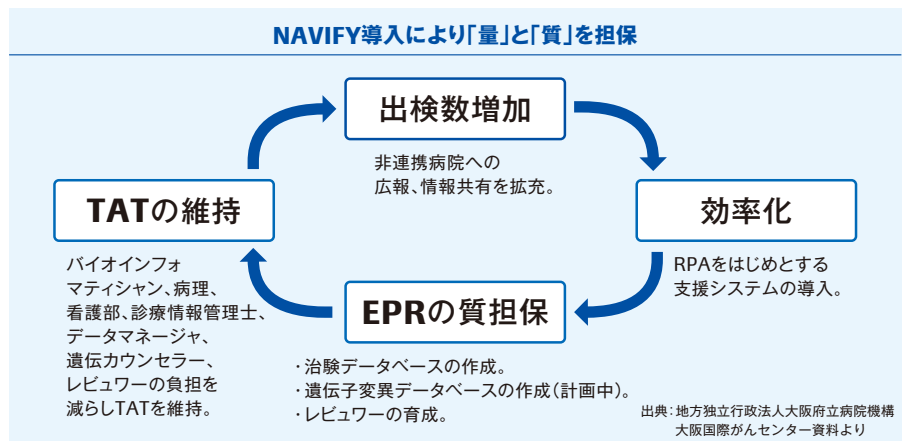 NAVIFY導入により「量」と「質」を担保
出検数増加
非連携病院への
広報、情報共有を拡充。
効率化
RPAをはじめとする
支援システムの導入。
EPRの質担保
・治験データベースの作成。
・遺伝子変異データベースの作成（計画中）。
・レビュワーの育成。
TATの維持
バイオインフォ
マティシャン、病理、
看護部、診療情報管理士、
データマネージャ、
遺伝カウンセラー、
レビュワーの負担を
減らしTATを維持。
出典：地方独立行政法人大阪府立病院機構
大阪国際がんセンター資料より